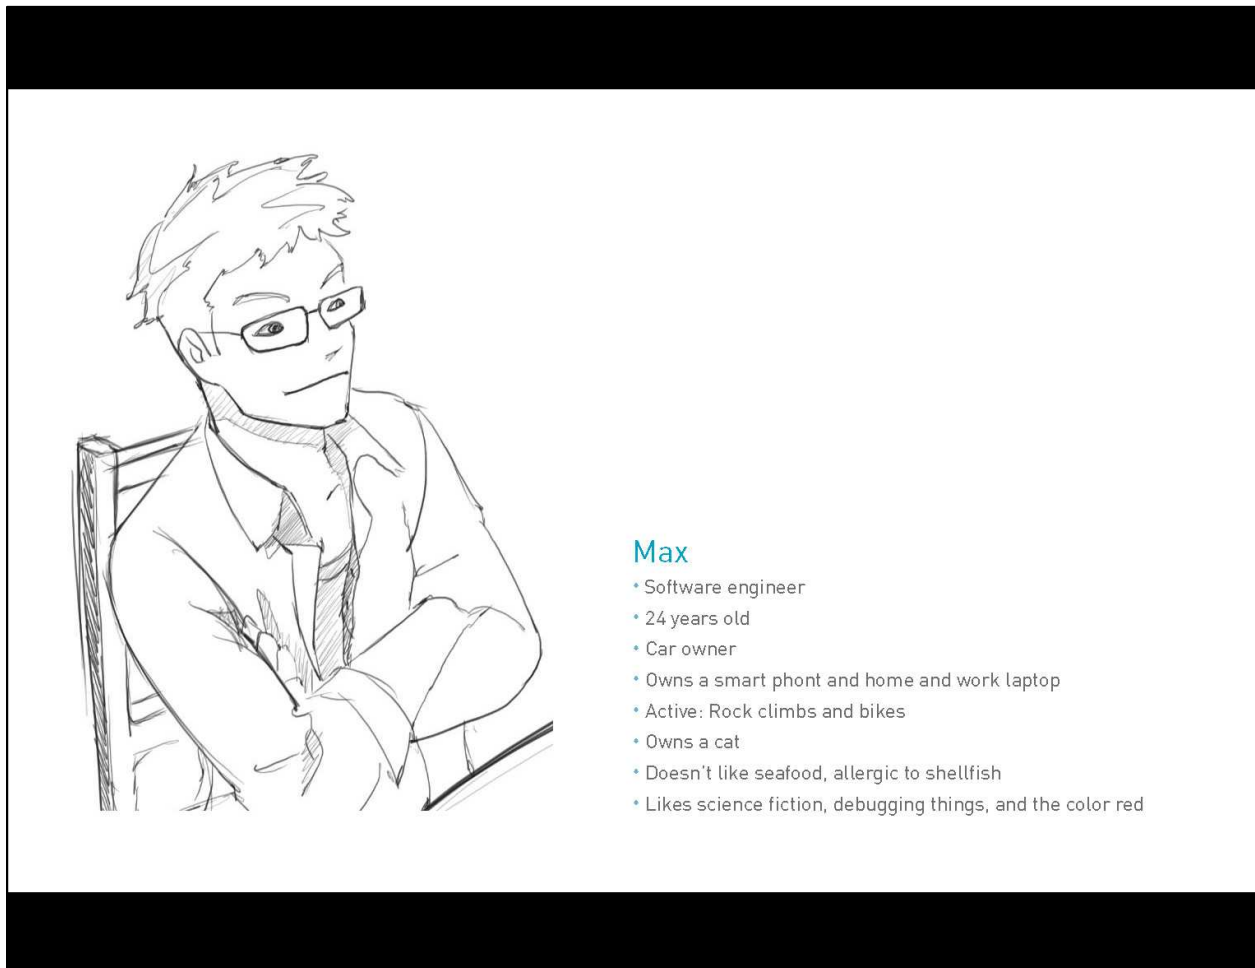 Max
• Software engineer
• 24 years old
• Car owner
• Owns a smart phont and home and work laptop
• Active: Rock climbs and bikes
• Owns a cat
• Doesn't like seafood, allergic to shellfish
• Likes science fiction, debugging things, and the color red